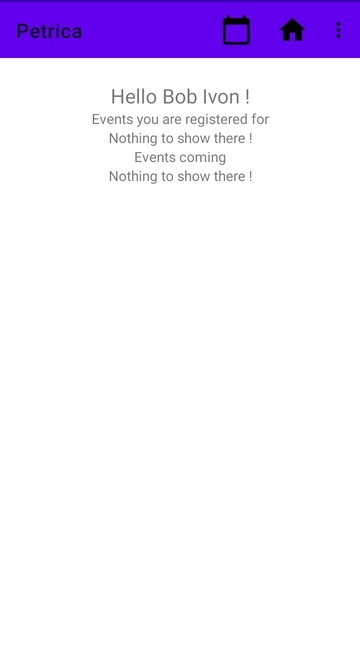 Petrica
Hello Bob Ivon !
Events you are registered for
Nothing to show there !
Events coming
Nothing to show there !